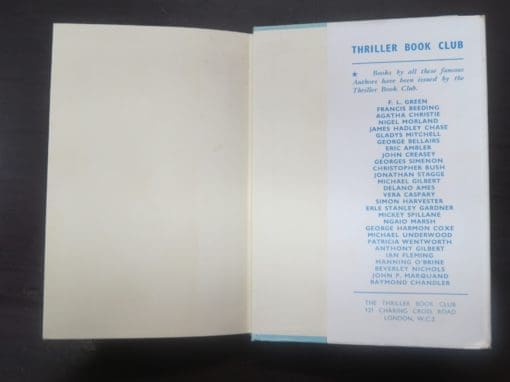 THRILLER BOOK CLUB
★ Books by all these famous
Authors have been issued by the
Thriller Book Club.
F. L. GREEN
FRANCIS BEEDING
AGATHA CHRISTIE
NIGEL MORLAND
JAMES HADLEY CHASE
GLADYS MITCHELL
GEORGE BELLAIRS
ERIC AMBLER
JOHN CREASEY
GEORGES SIMENON
CHRISTOPHER BUSH
JONATHAN STAGGE
MICHAEL GILBERT
DELANO AMES
VERA CASPARY
SIMON HARVESTER
ERLE STANLEY GARDNER
MICKEY SPILLANE
NGAIO MARSH
GEORGE HARMON COXE
MICHAEL UNDERWOOD
PATRICIA WENTWORTH
ANTHONY GILBERT
IAN FLEMING
MANNING O'BRINE
BEVERLEY NICHOLS
JOHN P. MARQUAND
RAYMOND CHANDLER
THE THRILLER BOOK CLUB
121 CHARING CROSS ROAD
LONDON, W.C.2